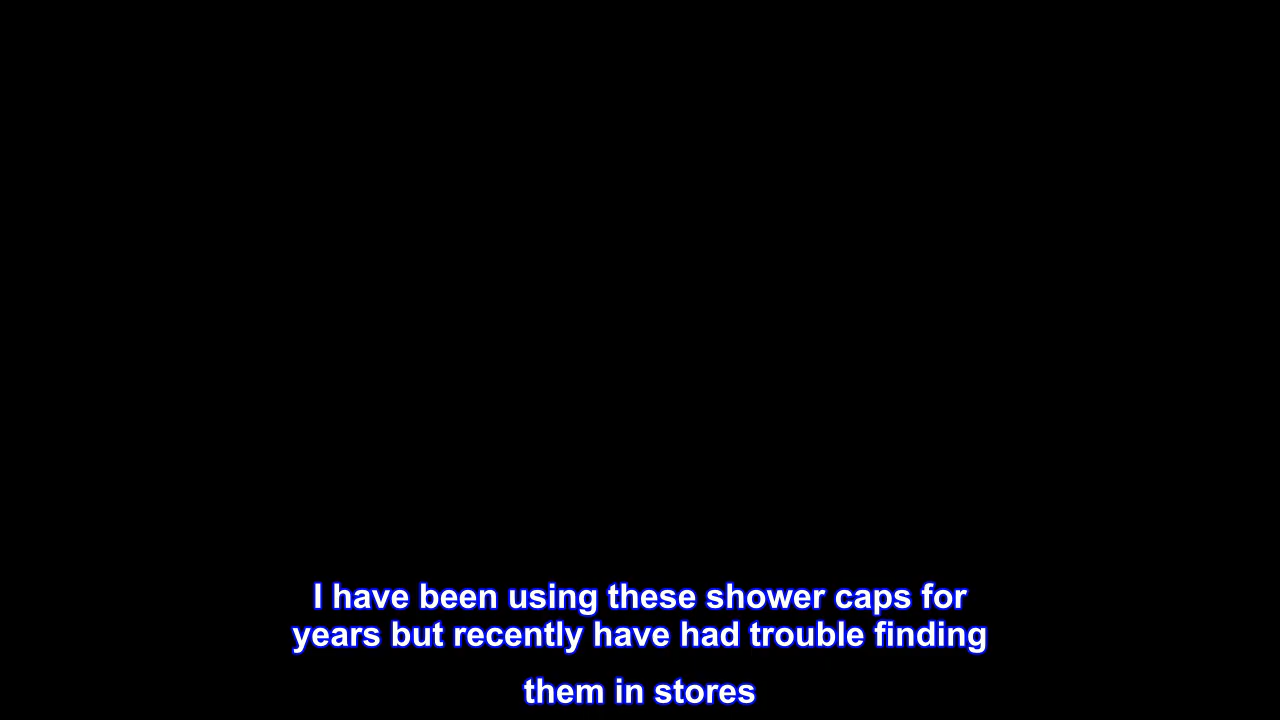 I have been using these shower caps for
years but recently have had trouble finding
them in stores